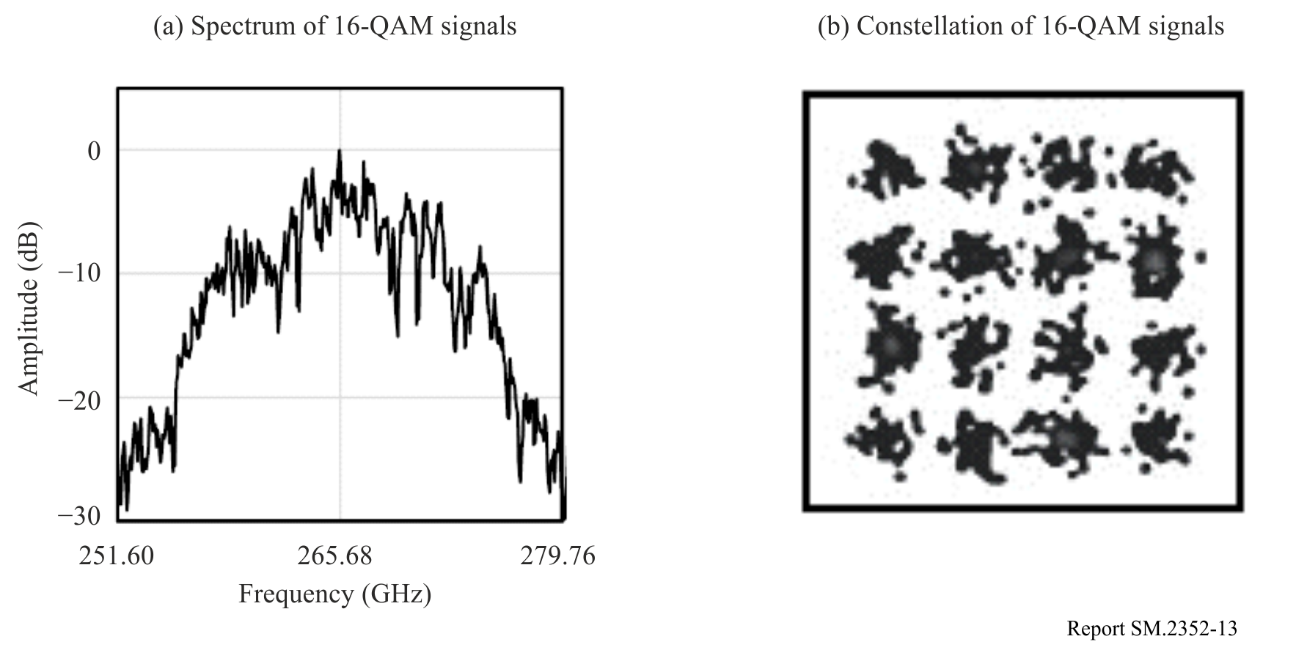 (a) Spectrum of 16-QAM signals
(b) Constellation of 16-QAM signals
0
−10
−20
−30
Amplitude (dB)
251.60
265.68
279.76
Frequency (GHz)
Report SM.2352-13